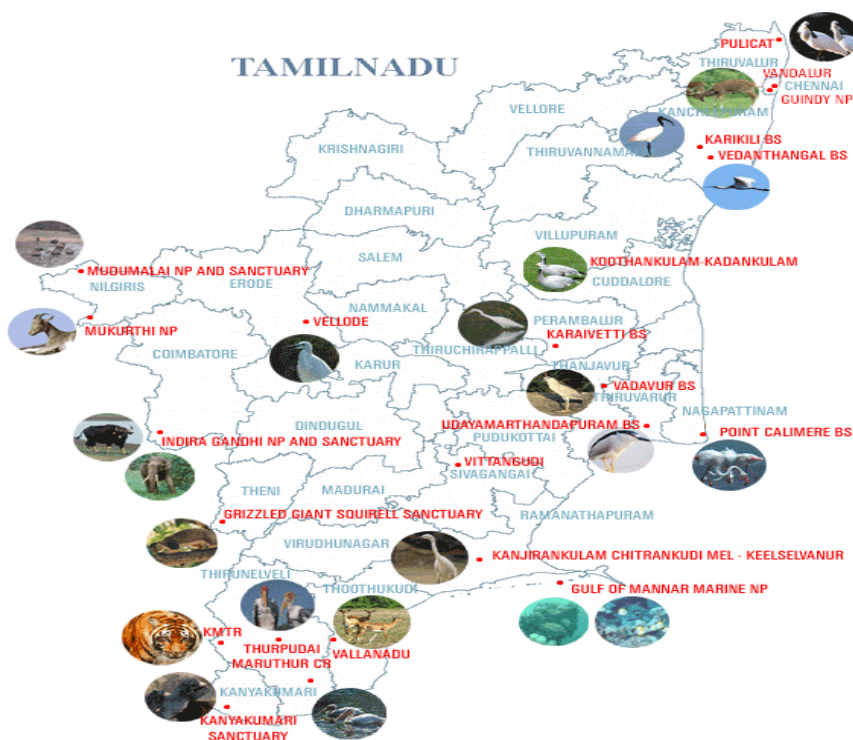 PULICAT
TAMILNADU
THIRUVALUR
VANDALUR
CHENNAI
GUINDY NP
VELLORE
KANCHEEPURAM
KARIKILI BS
KRISHNAGIRI
THIRUVANNAMALAI
VEDANTHANGAL BS
DHARMAPURI
VILLUPURAM
SALEM
KOOTHANKULAM-KADANKULAM
MUDUMALAI NP AND SANCTUARY
NILGIRIS
ERODE
CUDDALORE
NAMMAKAL
PERAMBALUR
MUKURTHI NP
VELLODE
KARAIVETTI BS
COIMBATORE
THIRUCHIRAPPALLI
KARUR
THANJAVUR
VADAVUR BS
THIRUVARUR
NAGAPATTINAM
DINDUGUL
UDAYAMARTHANDAPURAM BS
POINT CALIMERE BS
INDIRA GANDHI NP AND SANCTUARY
PUDUKOTTAI
VITTANGUDI
SIVAGANGAI
THENI
MADURAI
RAMANATHAPURAM
GRIZZLED GIANT SQUIRELL SANCTUARY
VIRUDHUNAGAR
KANJIRANKULAM CHITRANKUDI MEL - KEELSELVANUR
THIRUNELVELI
THOOTHUKUDI
GULF OF MANNAR MARINE NP
KMTR
THURPUDAI
MARUTHUR CR
VALLANADU
KANYAKUMARI
KANYAKUMARI
SANCTUARY